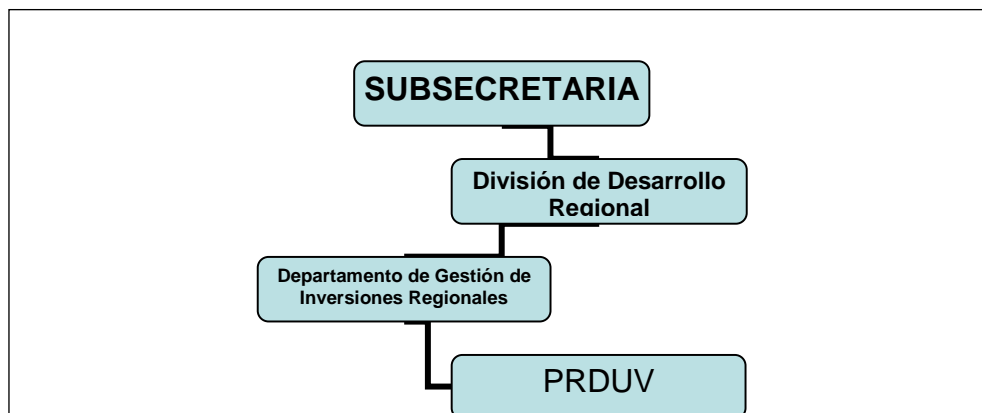 SUBSECRETARIA
División de Desarrollo
Regional
Departamento de Gestión de
Inversiones Regionales
PRDUV